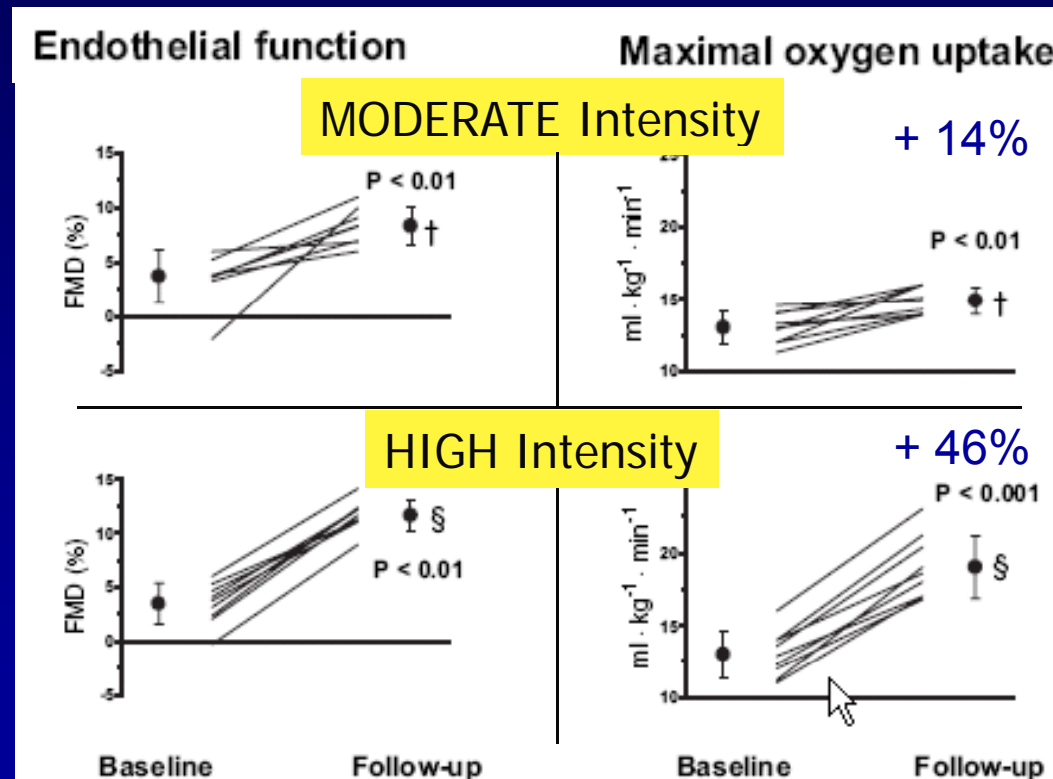 Endothelial function
Maximal oxygen uptake
MODERATE Intensity
+ 14%
15
10
5
0
-5
FMD (%)
P < 0.01
†
25
20
15
10
ml · kg⁻¹ · min⁻¹
P < 0.01
†
HIGH Intensity
+ 46%
15
10
5
0
-5
FMD (%)
§
P < 0.01
20
15
10
ml · kg⁻¹ · min⁻¹
P < 0.001
§
Baseline
Follow-up
Baseline
Follow-up